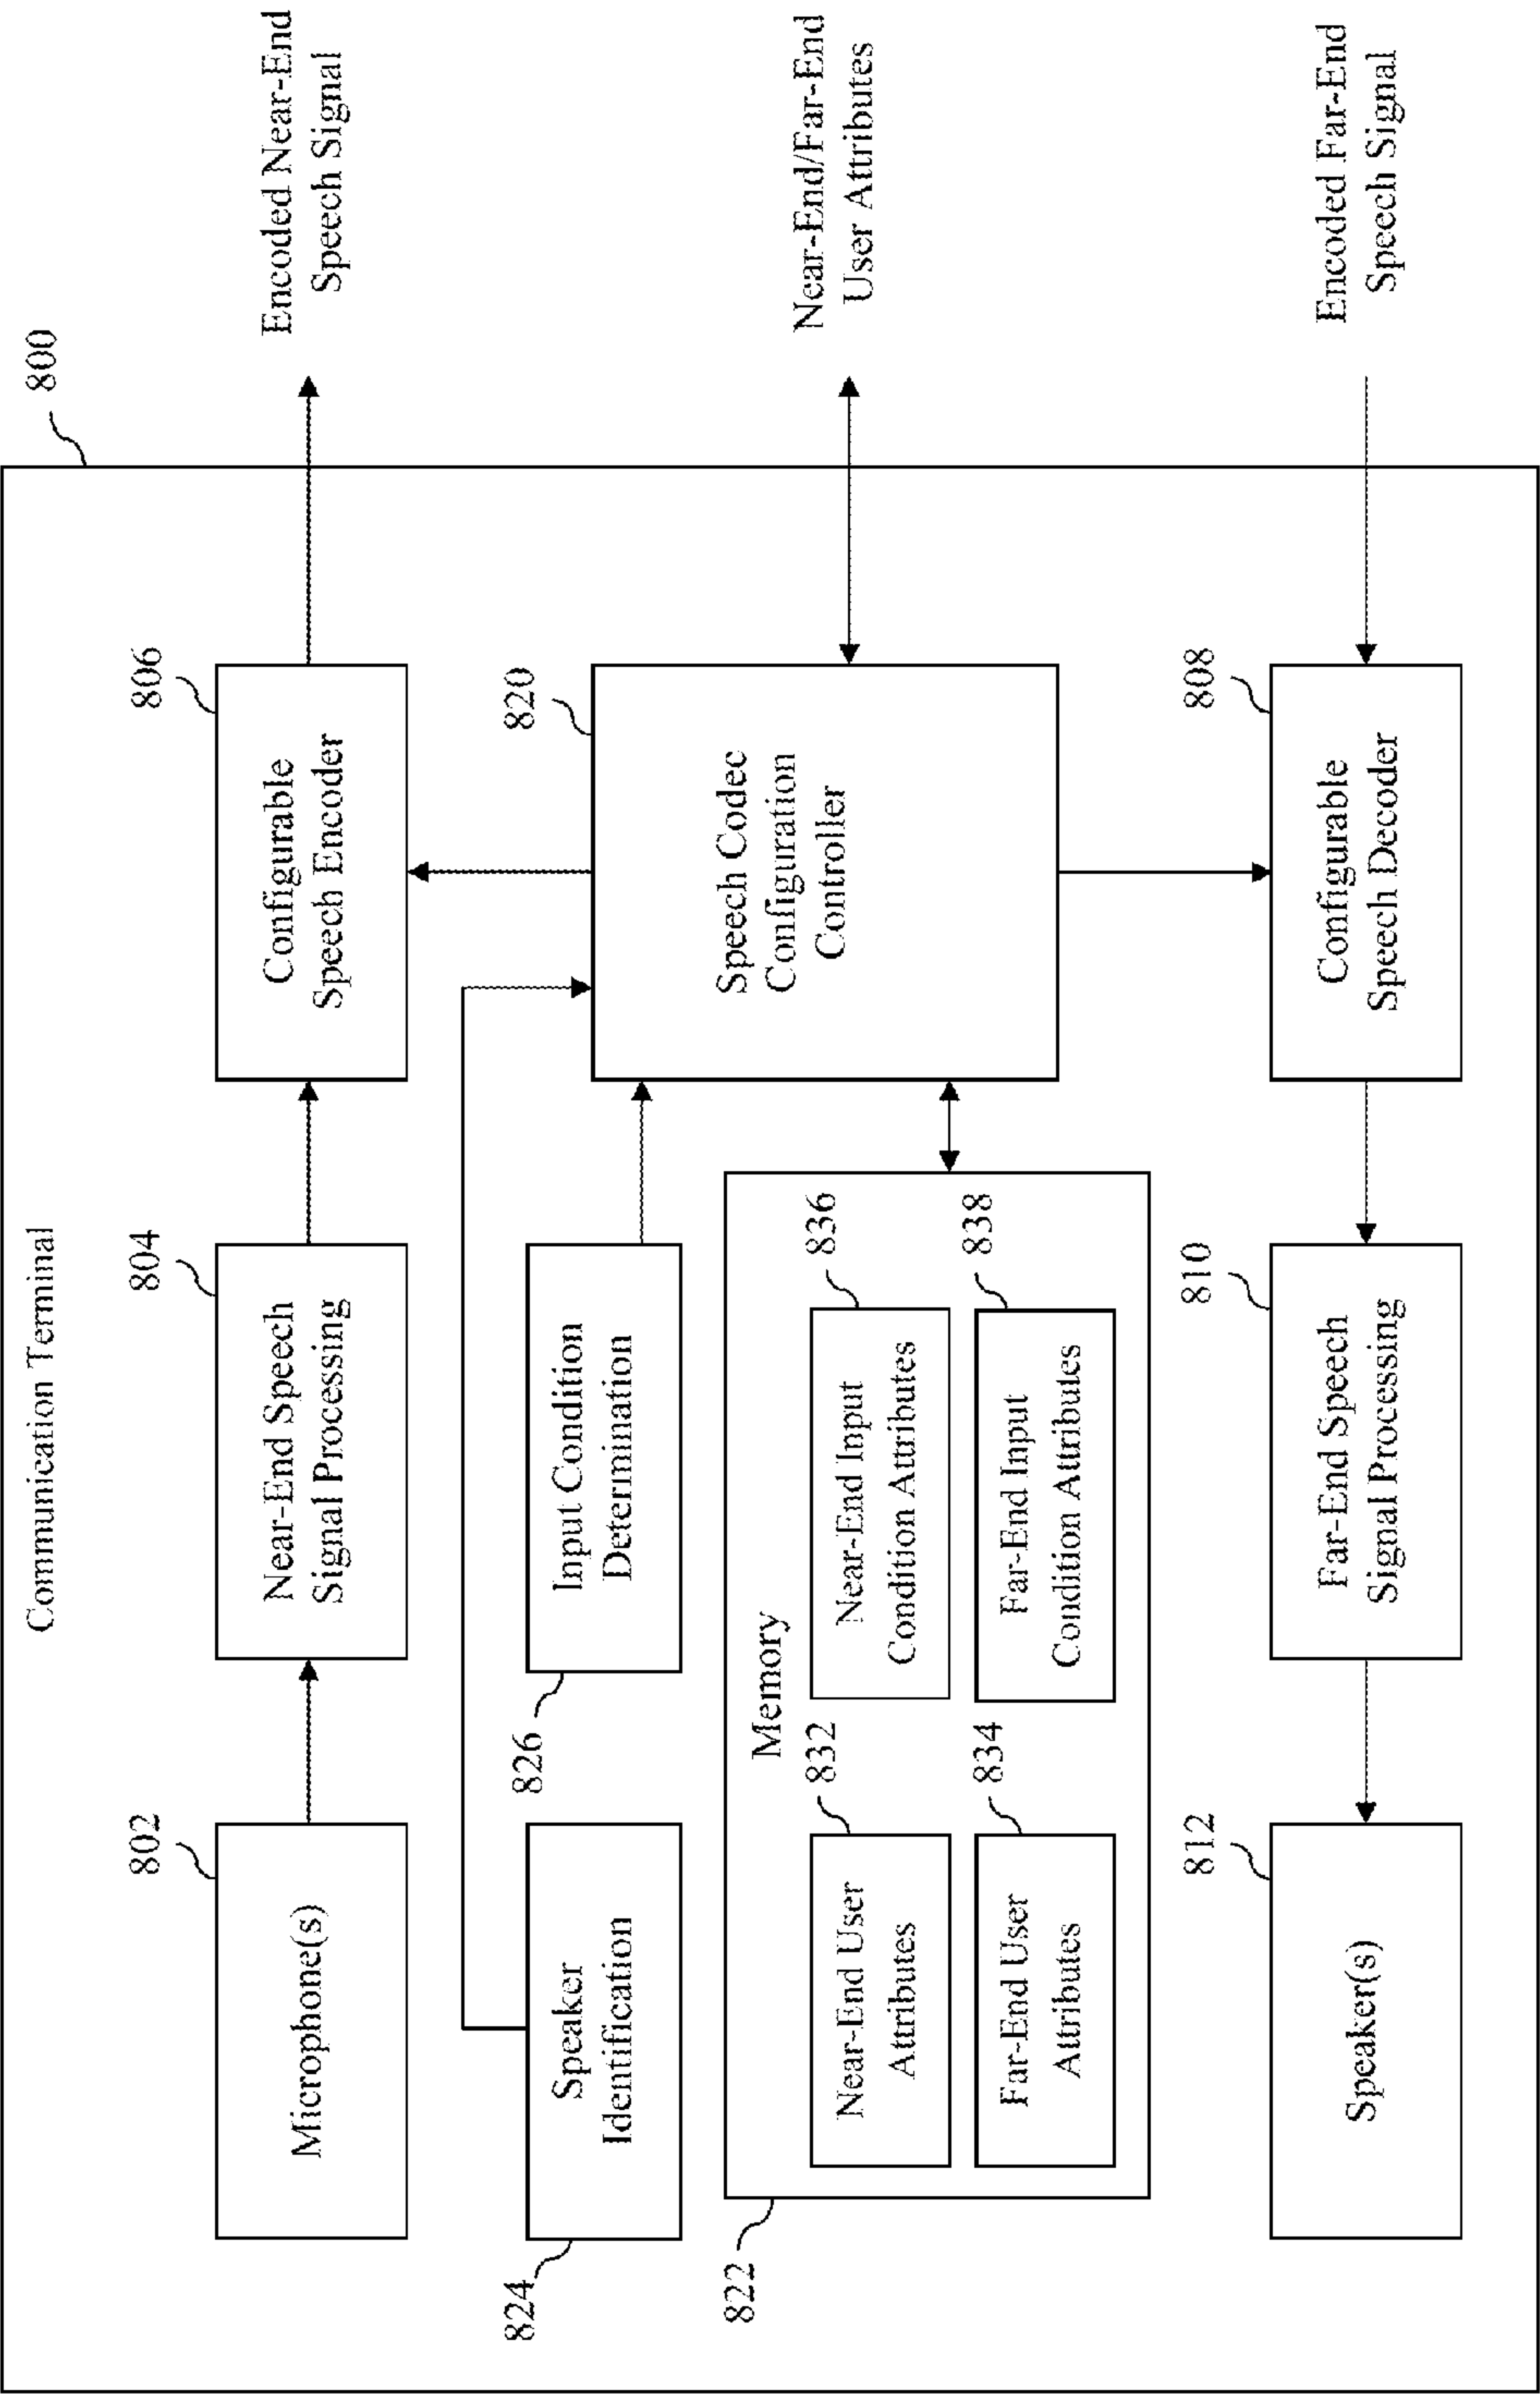 Communication Terminal
800
802
Microphone(s)
804
Near-End Speech
Signal Processing
806
Configurable
Speech Encoder
Encoded Near-End
Speech Signal
824
Speaker
Identification
826
Input Condition
Determination
820
Speech Codec
Configuration
Controller
Near-End/Far-End
User Attributes
822
Memory
832
Near-End User
Attributes
836
Near-End Input
Condition Attributes
834
Far-End User
Attributes
838
Far-End Input
Condition Attributes
812
Speaker(s)
810
Far-End Speech
Signal Processing
808
Configurable
Speech Decoder
Encoded Far-End
Speech Signal